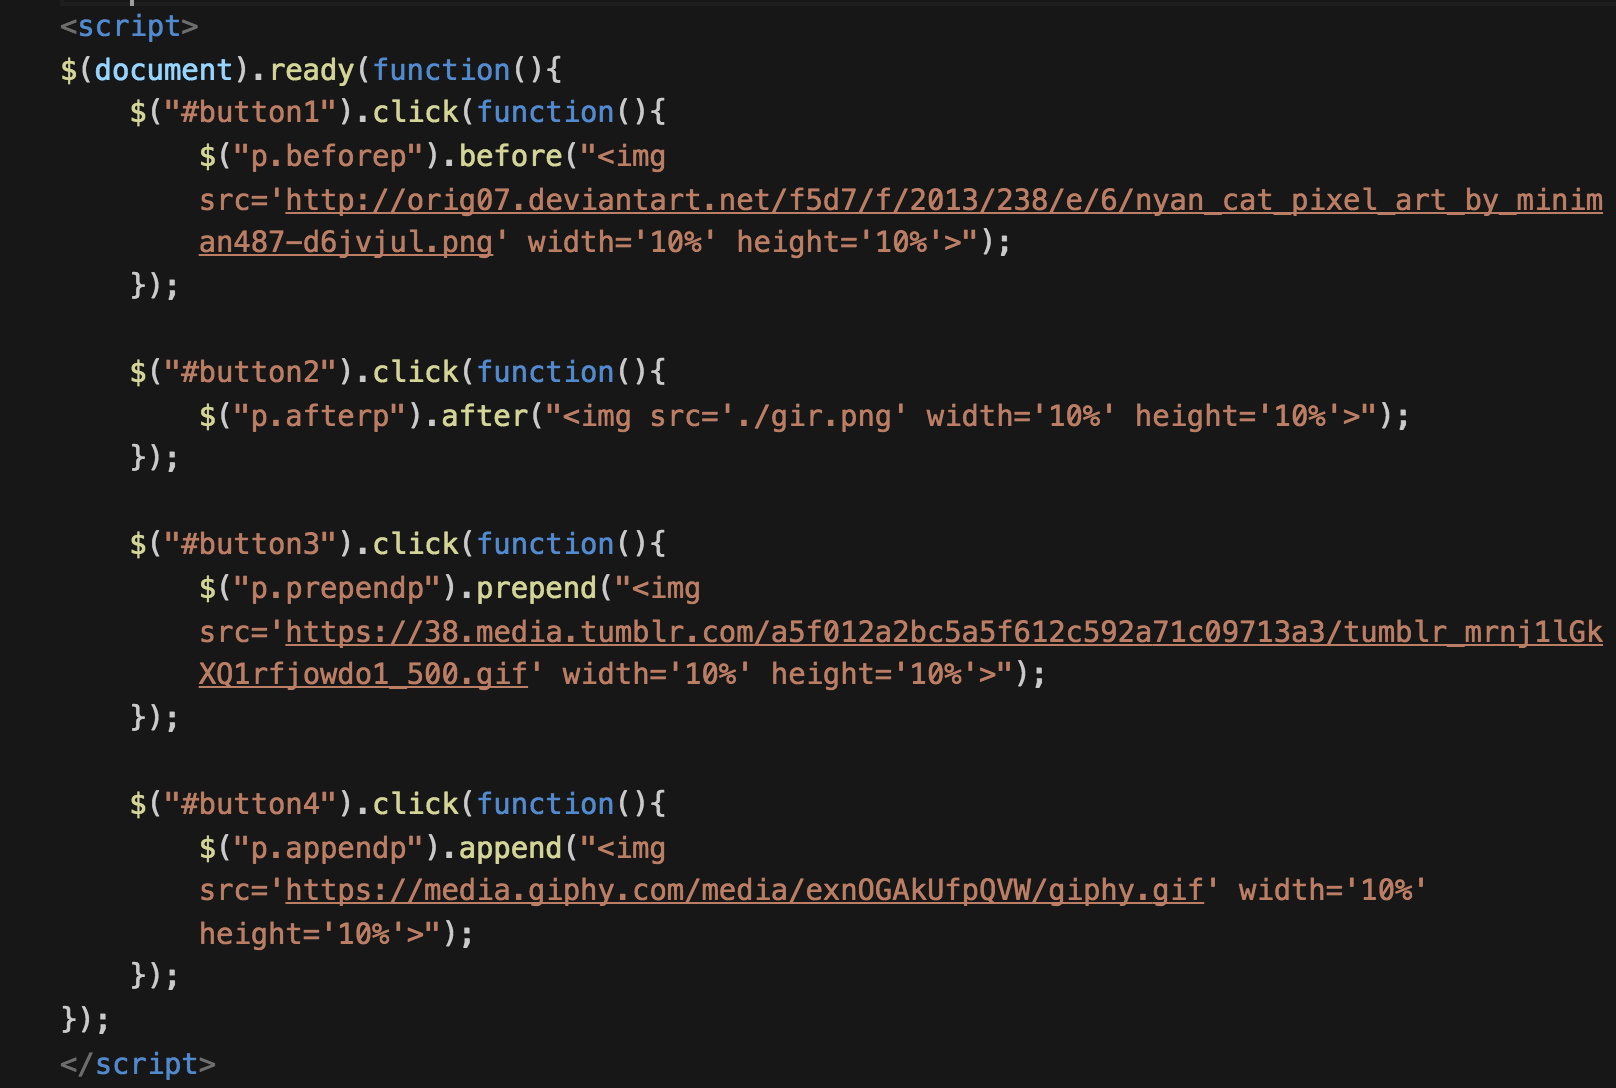 <script>
$(document).ready(function(){
    $("#button1").click(function(){
        $("p.beforep").before("<img
        src='http://orig07.deviantart.net/f5d7/f/2013/238/e/6/nyan_cat_pixel_art_by_minim
        an487-d6jvjul.png' width='10%' height='10%'>");
    });

    $("#button2").click(function(){
        $("p.afterp").after("<img src='./gir.png' width='10%' height='10%'>");
    });

    $("#button3").click(function(){
        $("p.prependp").prepend("<img
        src='https://38.media.tumblr.com/a5f012a2bc5a5f612c592a71c09713a3/tumblr_mrnj1lGk
        XQ1rfjowdo1_500.gif' width='10%' height='10%'>");
    });

    $("#button4").click(function(){
        $("p.appendp").append("<img
        src='https://media.giphy.com/media/exnOGAkUfpQVW/giphy.gif' width='10%'
        height='10%'>");
    });
});
</script>